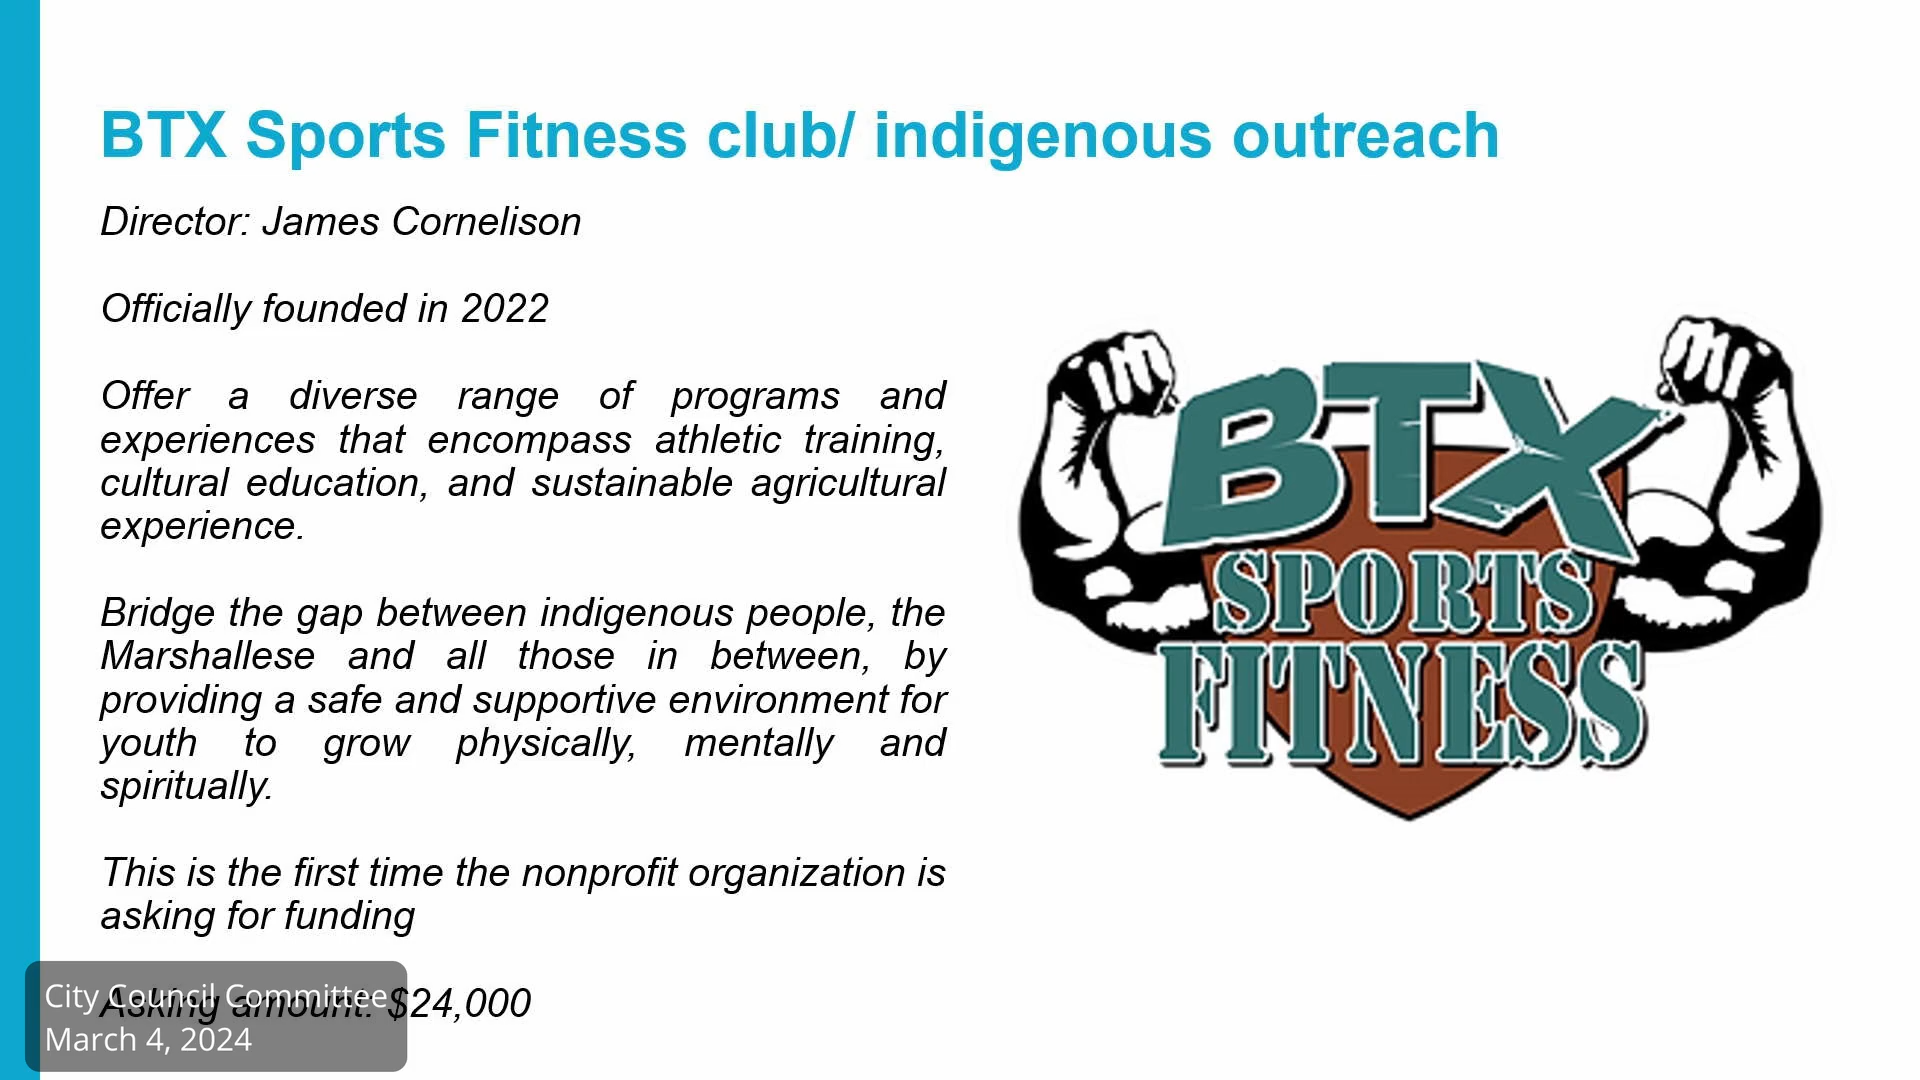 BTX Sports Fitness club/ indigenous outreach
Director: James Cornelison
Officially founded in 2022
Offer a diverse range of programs and
experiences that encompass athletic training,
cultural education, and sustainable agricultural
experience.
Bridge the gap between indigenous people, the
Marshallese and all those in between, by
providing a safe and supportive environment for
youth to grow physically, mentally and
spiritually.
This is the first time the nonprofit organization is
asking for funding
Asking amount: $24,000
City Council Committee
March 4, 2024
BTX
SPORTS
FITNESS